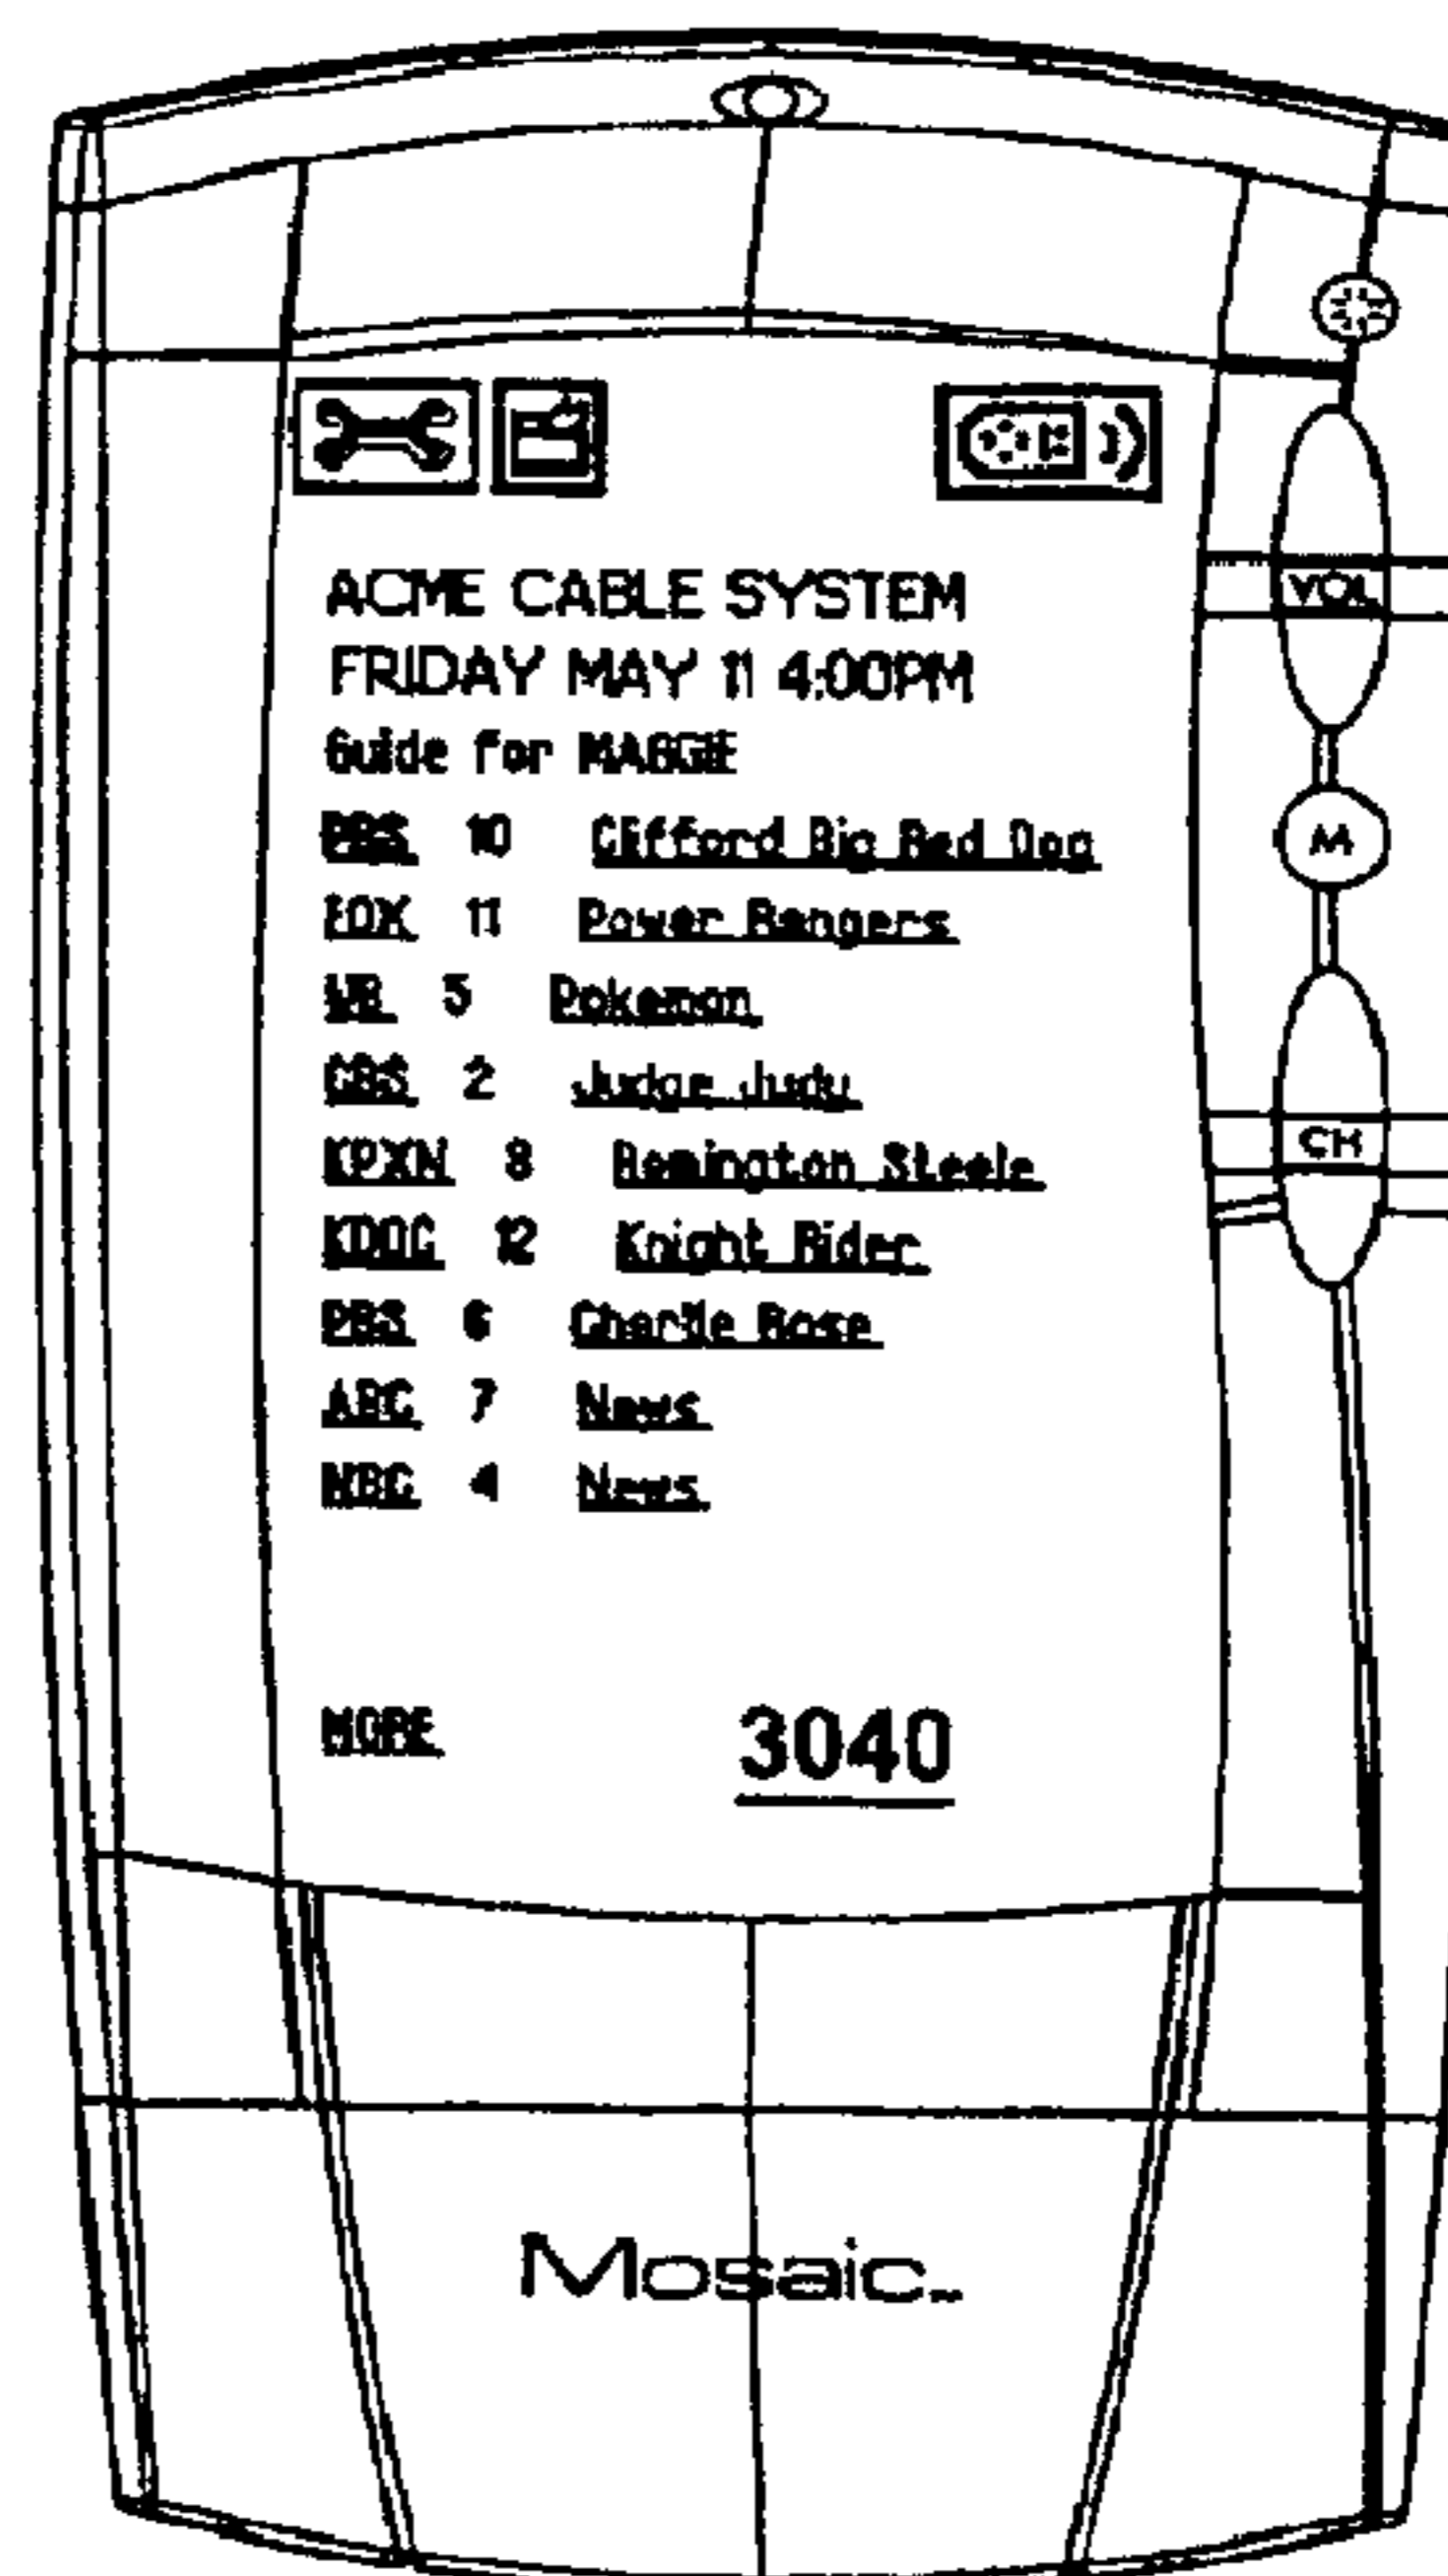 ACME CABLE SYSTEM
FRIDAY MAY 11 4:00PM
Guide for MAGGIE
PBS 10 Clifford Big Red Dog
FOX 11 Power Rangers
WB 5 Pokemon
CBS 2 Judge Judy
KPXN 8 Remington Steele
KDOC 12 Knight Rider
PBS 6 Charlie Rose
ABC 7 News
NBC 4 News
MORE 3040
VOL
M
CH
Mosaic™